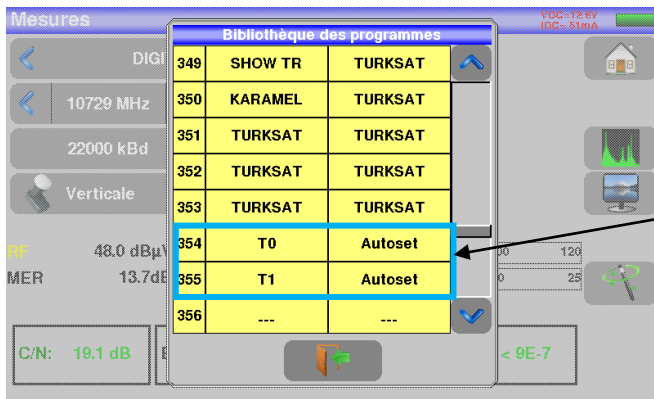 Mesures
VDC=12.6V
IDC= 51mA
Bibliothèque des programmes
DIGI
349 SHOW TR TURKSAT
10729 MHz
350 KARAMEL TURKSAT
351 TURKSAT TURKSAT
22000 kBd
352 TURKSAT TURKSAT
Verticale
353 TURKSAT TURKSAT
RF 48.0 dBµV
354 T0 Autoset
00 120
MER 13.7dB
355 T1 Autoset
0 25
356 --- ---
C/N: 19.1 dB
< 9E-7